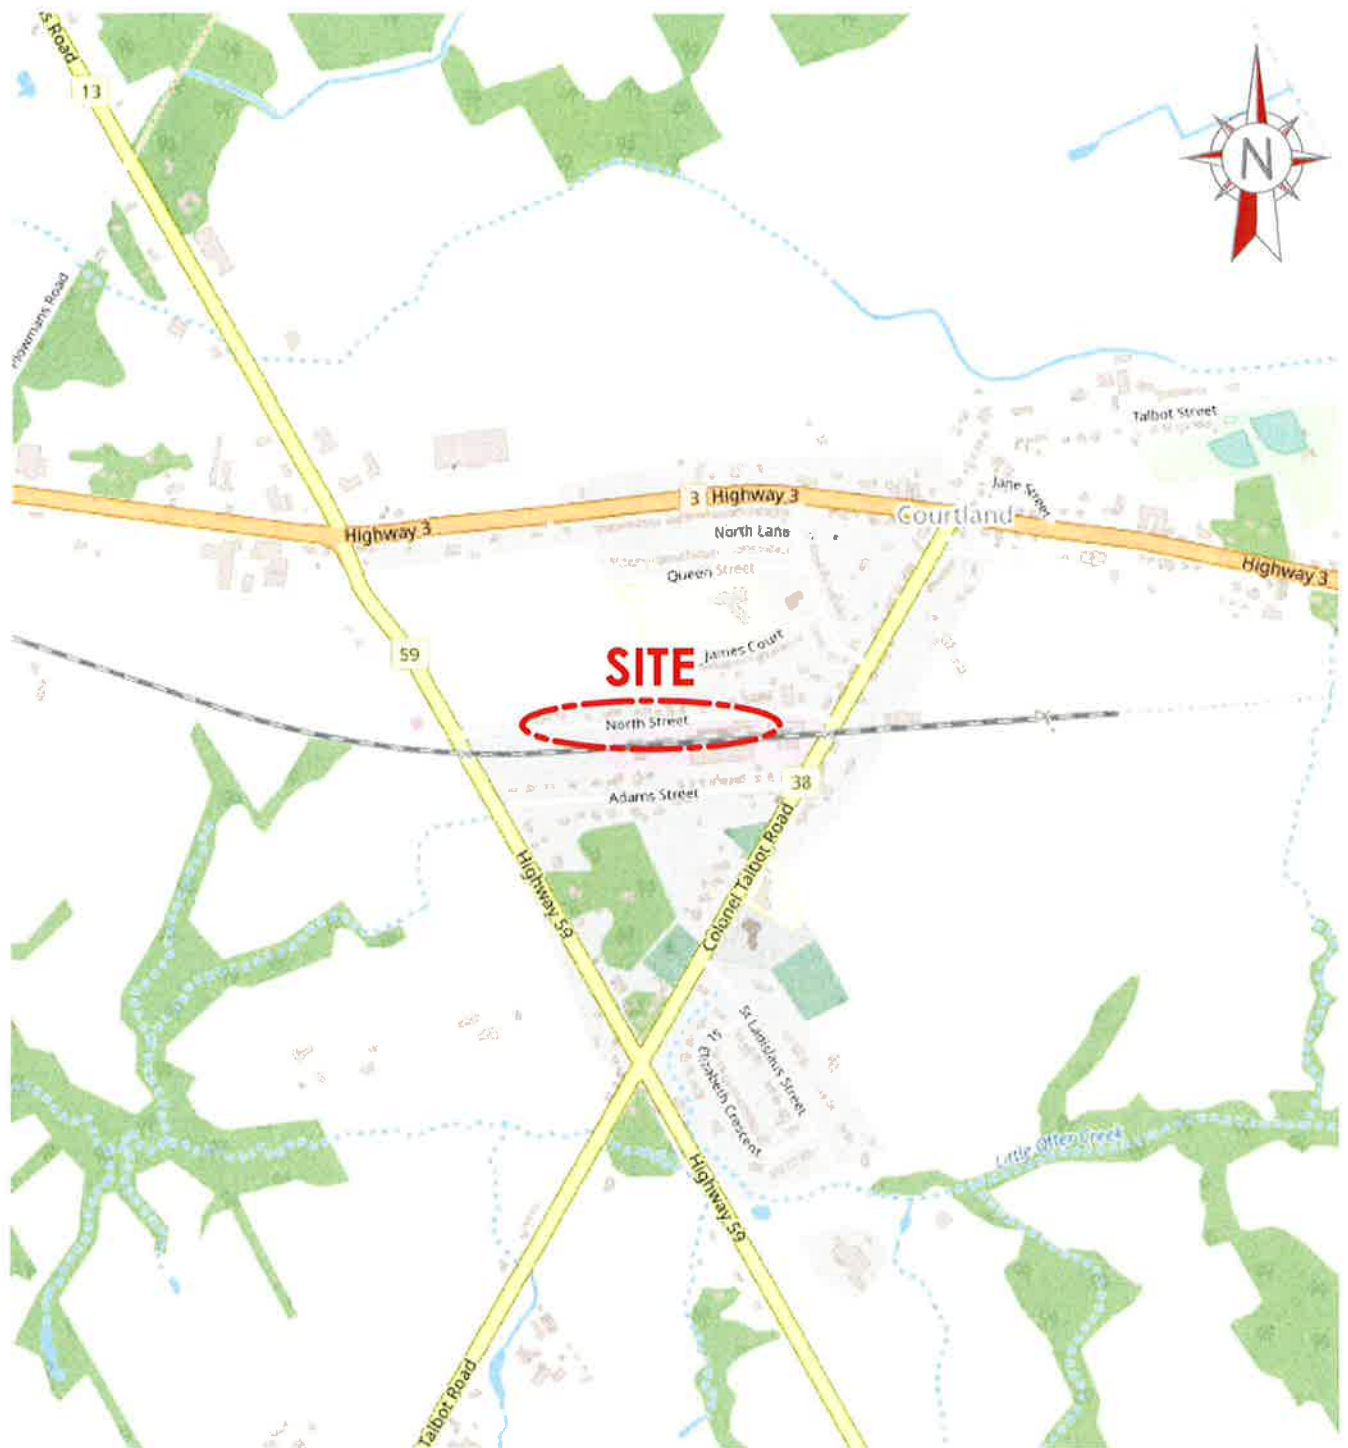 s Road
13
N
Plowmans Road
Talbot Street
Jane Street
3 Highway 3
Courtland
Highway 3
North Lane
Highway 3
Queen Street
James Court
59
SITE
North Street
38
Adams Street
Colonel Talbot Road
Highway 59
St Ladislaus Street
Elizabeth Crescent
Little Otter Creek
Highway 59
Talbot Road